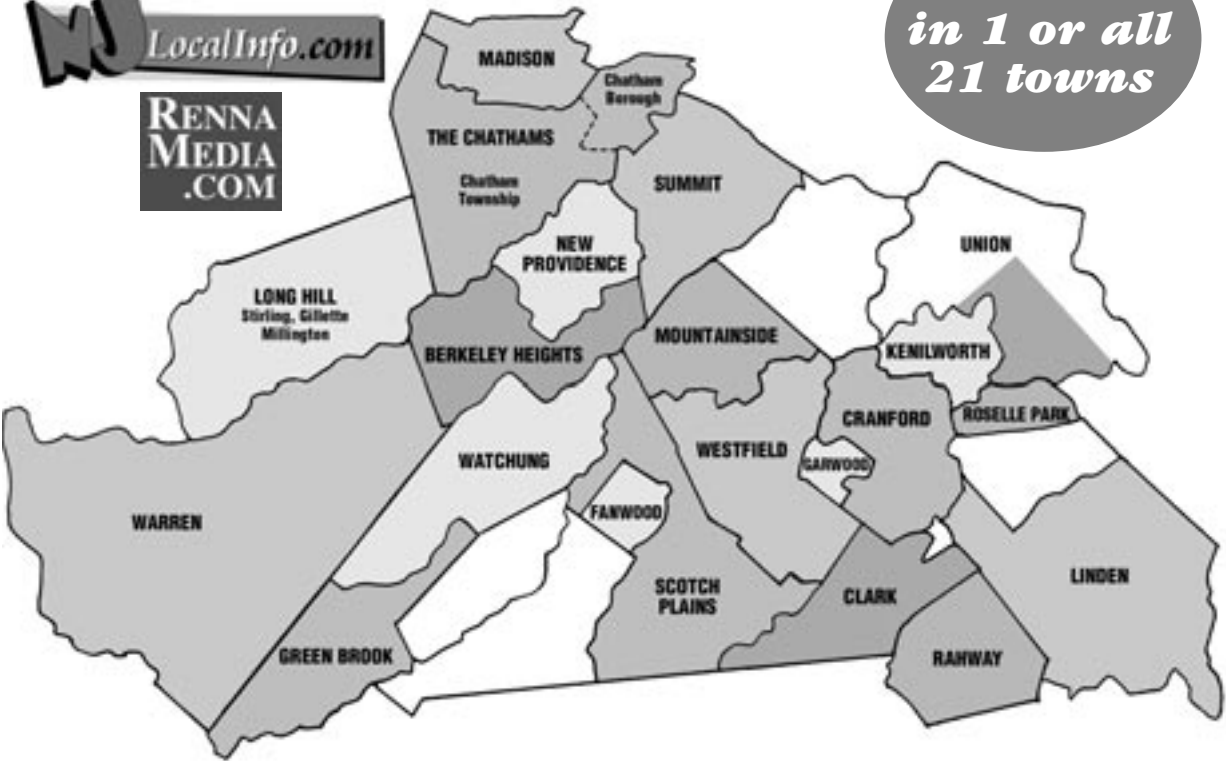 NJ LocalInfo.com
RENNA
MEDIA
.COM
in 1 or all
21 towns
MADISON
Chatham
Borough
THE CHATHAMS
Chatham
Township
SUMMIT
NEW
PROVIDENCE
UNION
LONG HILL
Stirling, Gillette
Millington
BERKELEY HEIGHTS
MOUNTAINSIDE
KENILWORTH
CRANFORD
ROSELLE PARK
WATCHUNG
WESTFIELD
GARWOOD
WARREN
FANWOOD
SCOTCH
PLAINS
CLARK
LINDEN
GREEN BROOK
RAHWAY